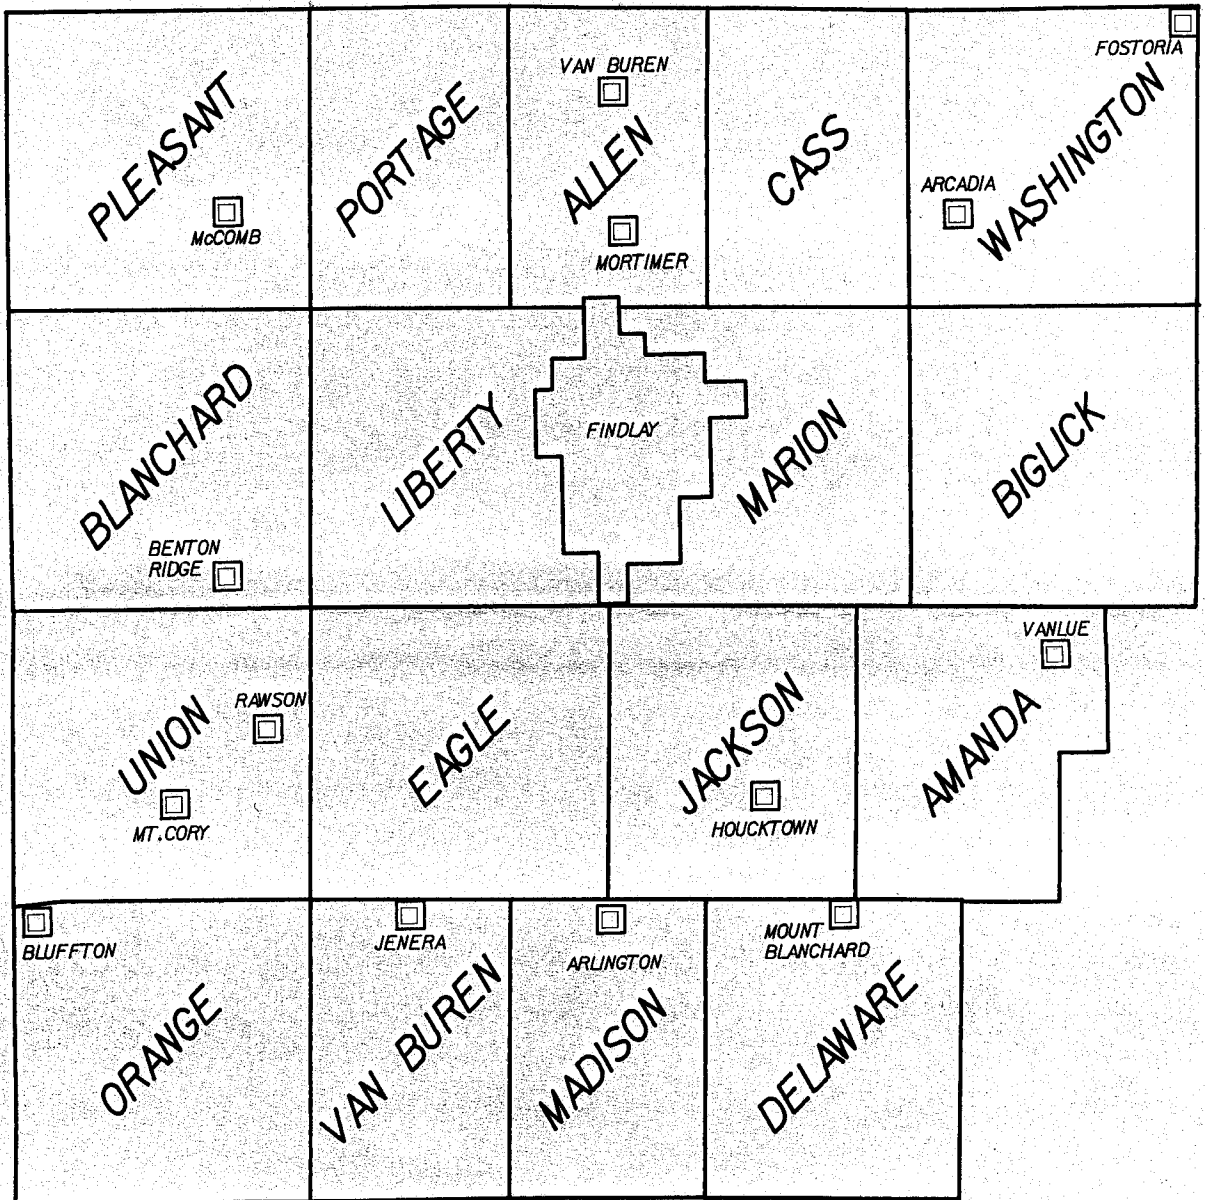 FOSTORIA
VAN BUREN
PLEASANT
PORTAGE
ALLEN
CASS
WASHINGTON
ARCADIA
McCOMB
MORTIMER
BLANCHARD
LIBERTY
FINDLAY
MARION
BIGLICK
BENTON
RIDGE
VANLUE
RAWSON
UNION
EAGLE
JACKSON
AMANDA
MT. CORY
HOUCKTOWN
BLUFFTON
JENERA
ARLINGTON
MOUNT
BLANCHARD
ORANGE
VAN BUREN
MADISON
DELAWARE